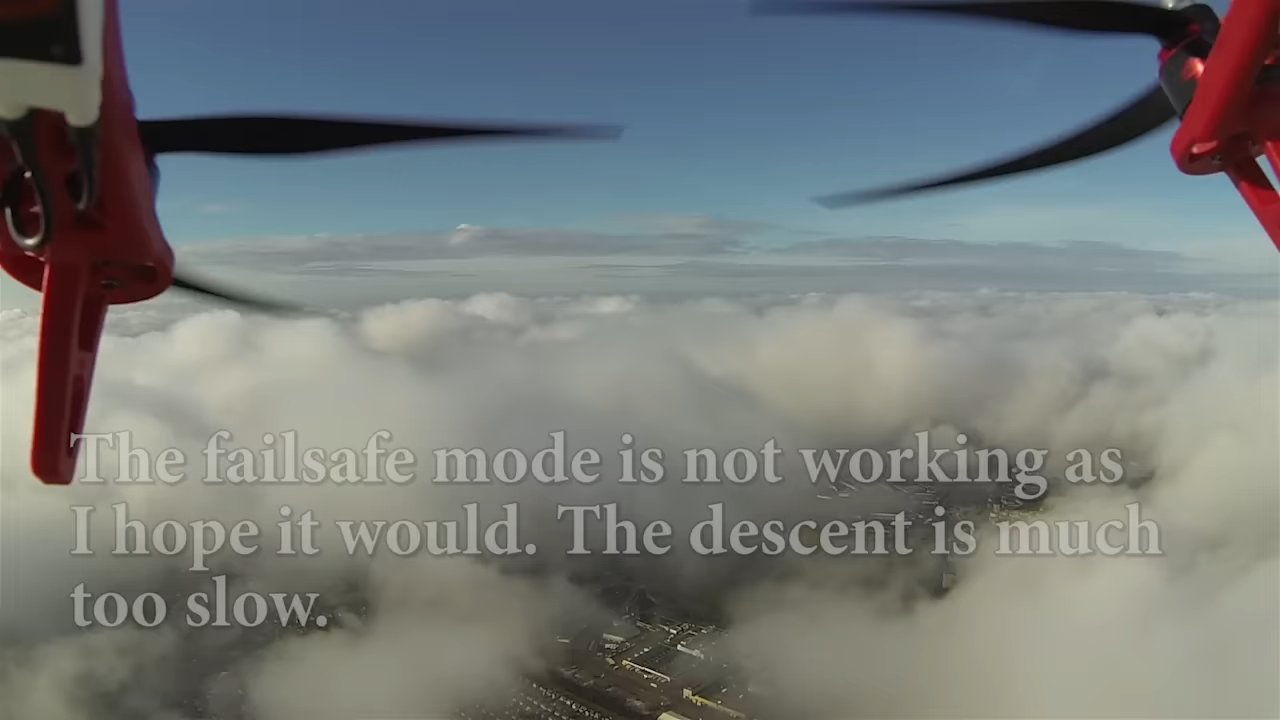 The failsafe mode is not working as
I hope it would. The descent is much
too slow.